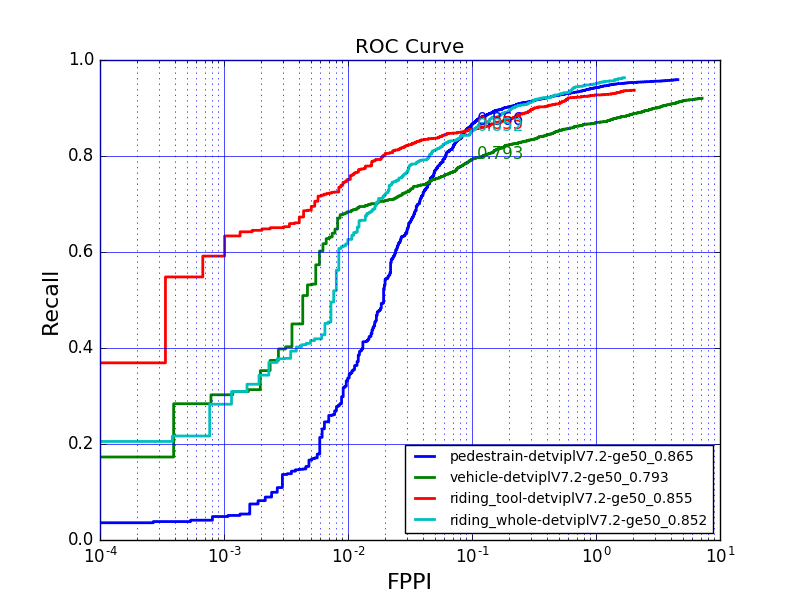 ROC Curve
1.0
0.8
0.6
0.4
0.2
0.0
Recall
0.793
pedestrain-detviplV7.2-ge50_0.865
vehicle-detviplV7.2-ge50_0.793
riding_tool-detviplV7.2-ge50_0.855
riding_whole-detviplV7.2-ge50_0.852
10^-4 10^-3 10^-2 10^-1 10^0 10^1
FPPI